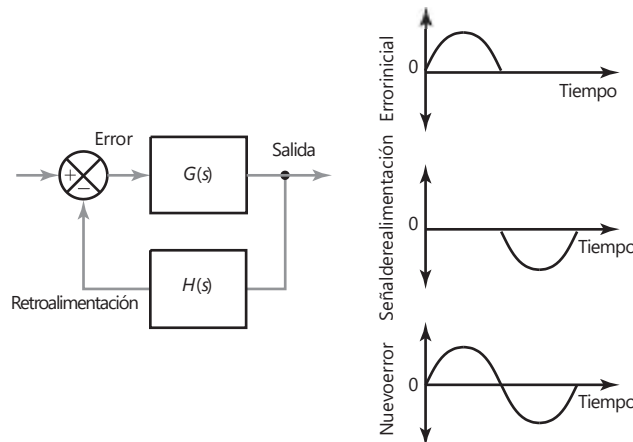 Error
Salida
+
−
G(s)
H(s)
Retroalimentación
Errorinicial
0
Tiempo
Señalderealimentación
0
Tiempo
Nuevoerror
0
Tiempo